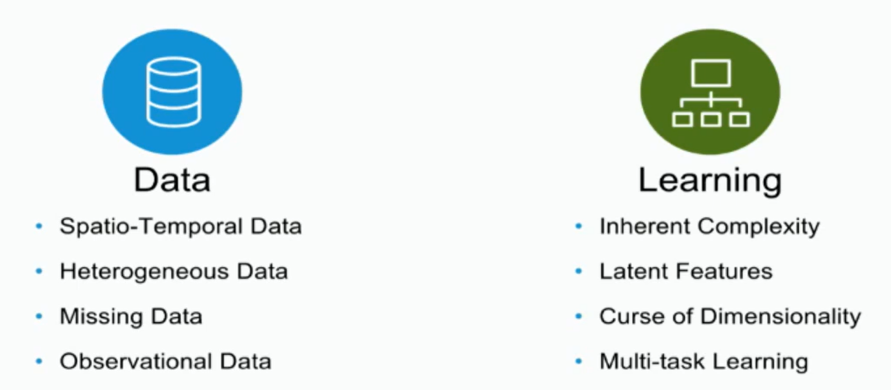 Data
• Spatio-Temporal Data
• Heterogeneous Data
• Missing Data
• Observational Data
Learning
• Inherent Complexity
• Latent Features
• Curse of Dimensionality
• Multi-task Learning